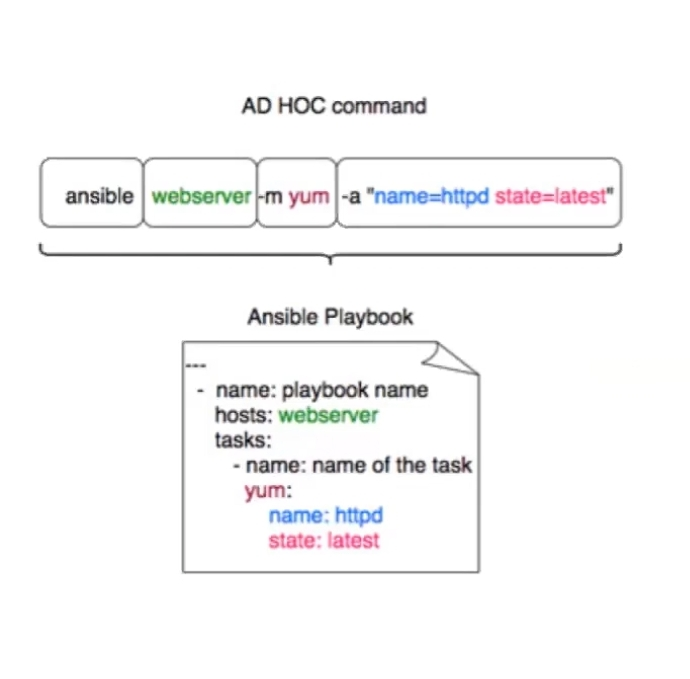 AD HOC command
ansible webserver -m yum -a "name=httpd state=latest"
Ansible Playbook
---
- name: playbook name
hosts: webserver
tasks:
- name: name of the task
yum:
name: httpd
state: latest